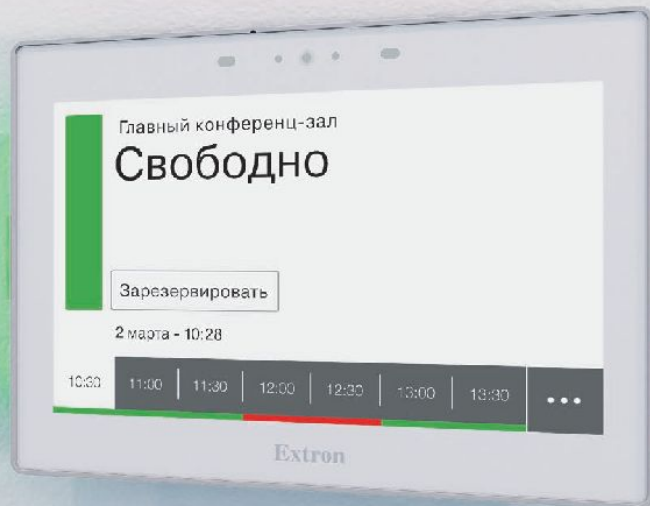 Главный конференц-зал
Свободно
Зарезервировать
2 марта - 10:28
10:30 11:00 11:30 12:00 12:30 13:00 13:30 •••
Extron